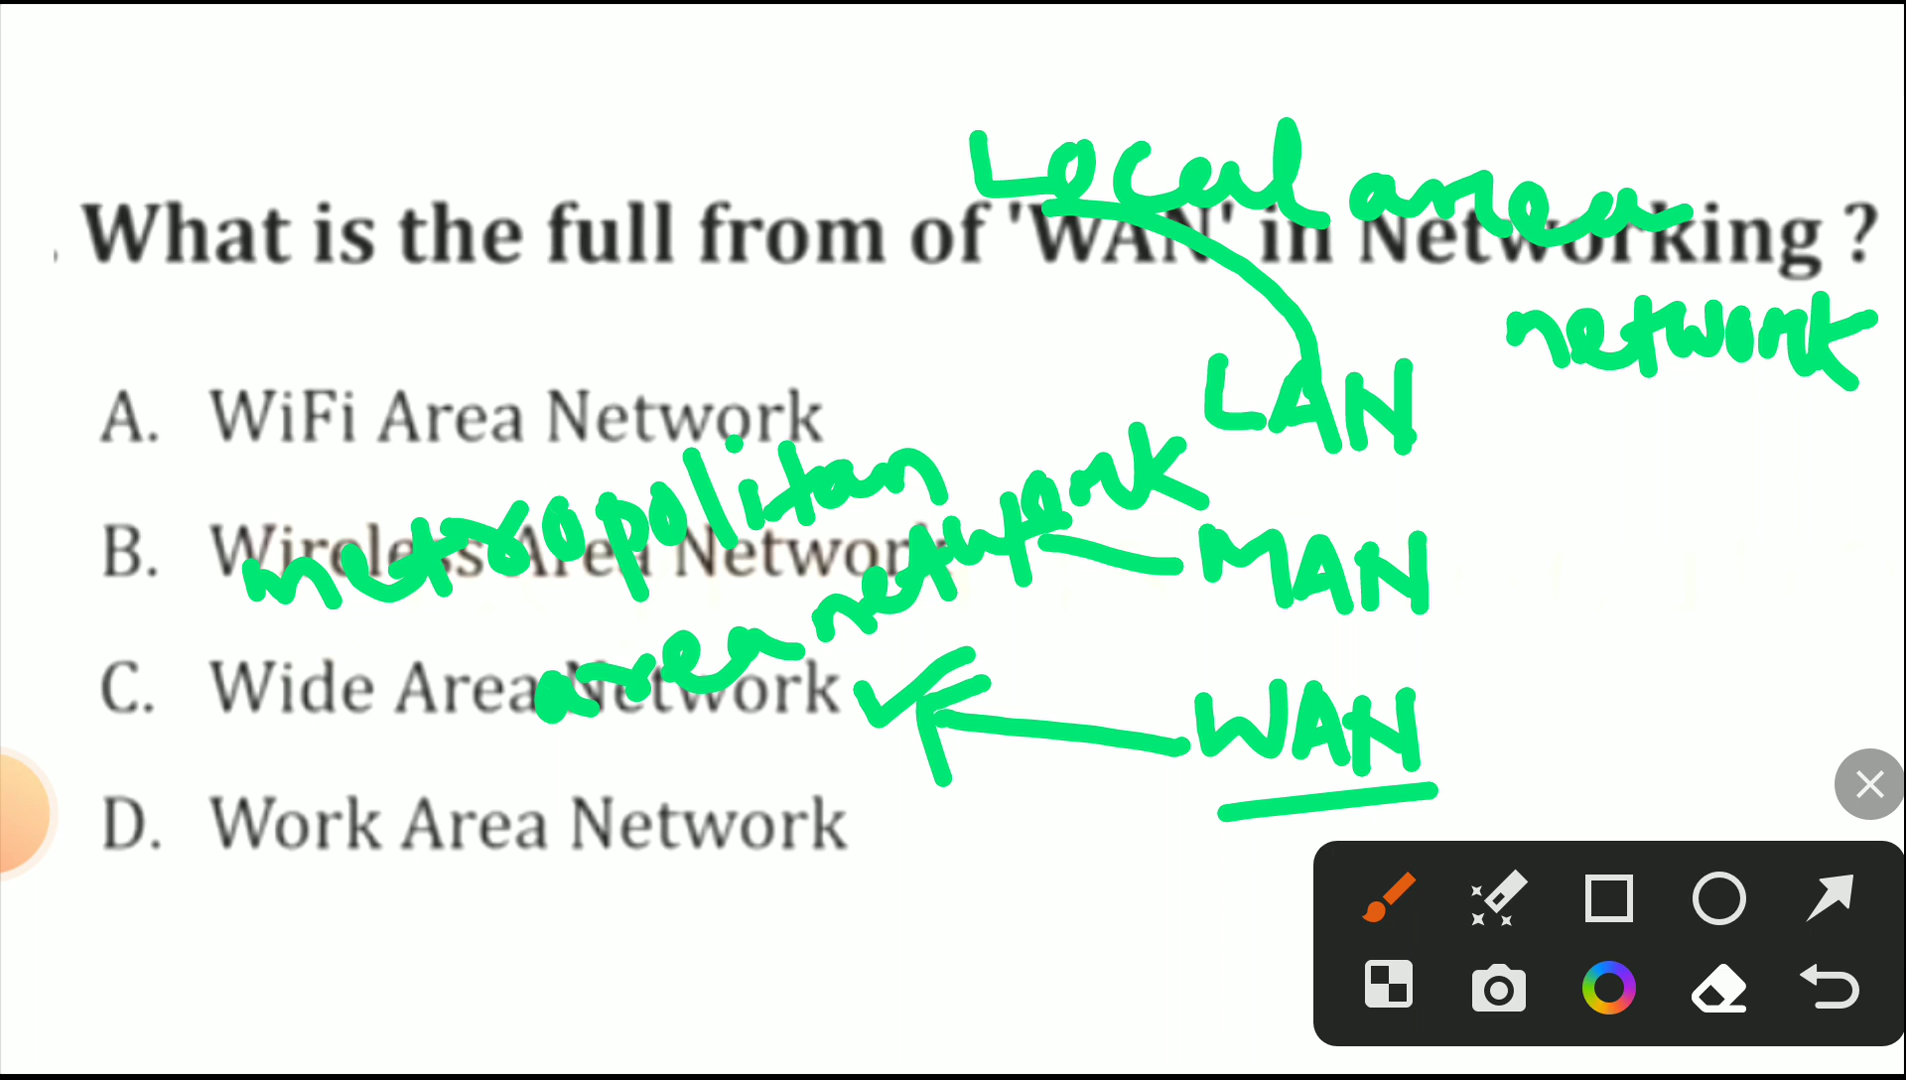 What is the full from of 'WAN' in Networking ?
Local area
network
A. WiFi Area Network
LAN
B. Wireless Area Network
metropolitan
area network
MAN
C. Wide Area Network
WAN
D. Work Area Network